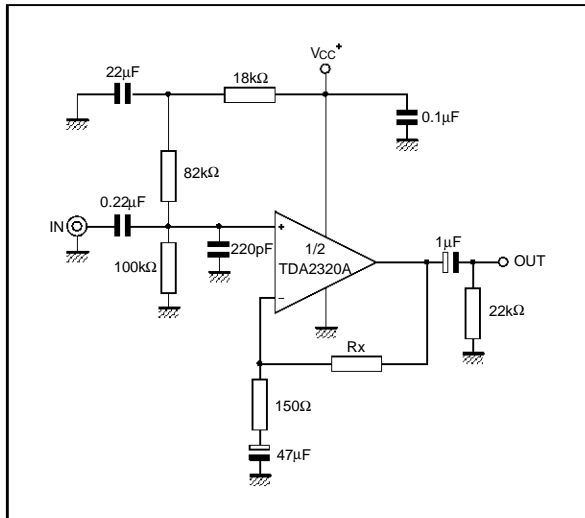 Vcc+
22µF
18kΩ
0.1µF
82kΩ
0.22µF
IN
+
220pF
1/2
TDA2320A
1µF
OUT
100kΩ
−
22kΩ
Rx
150Ω
47µF